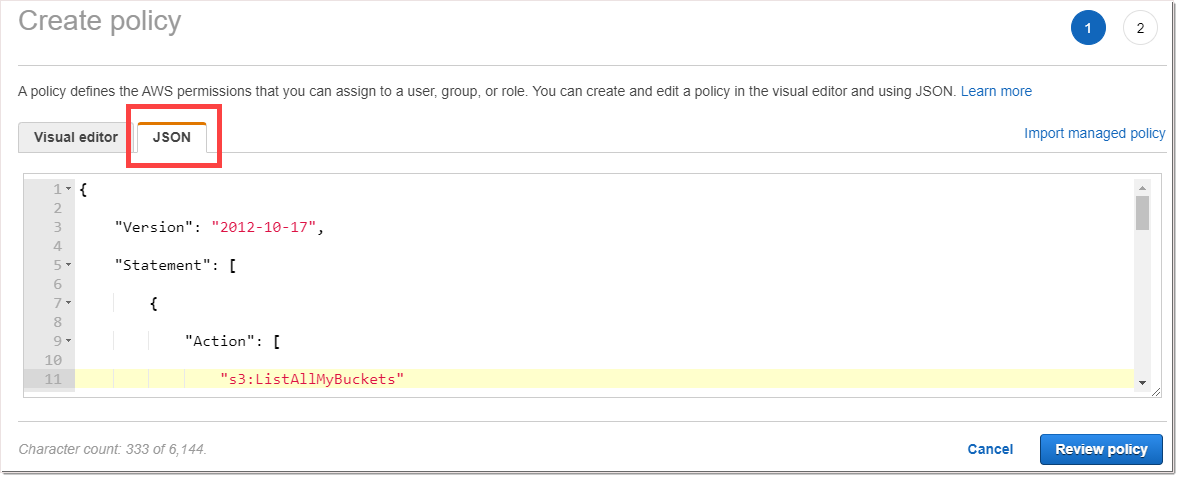 Create policy
1
2
A policy defines the AWS permissions that you can assign to a user, group, or role. You can create and edit a policy in the visual editor and using JSON. Learn more
Visual editor
JSON
Import managed policy
1 {
2
3 "Version": "2012-10-17",
4
5 "Statement": [
6
7 {
8
9 "Action": [
10
11 "s3:ListAllMyBuckets"
Character count: 333 of 6,144.
Cancel
Review policy